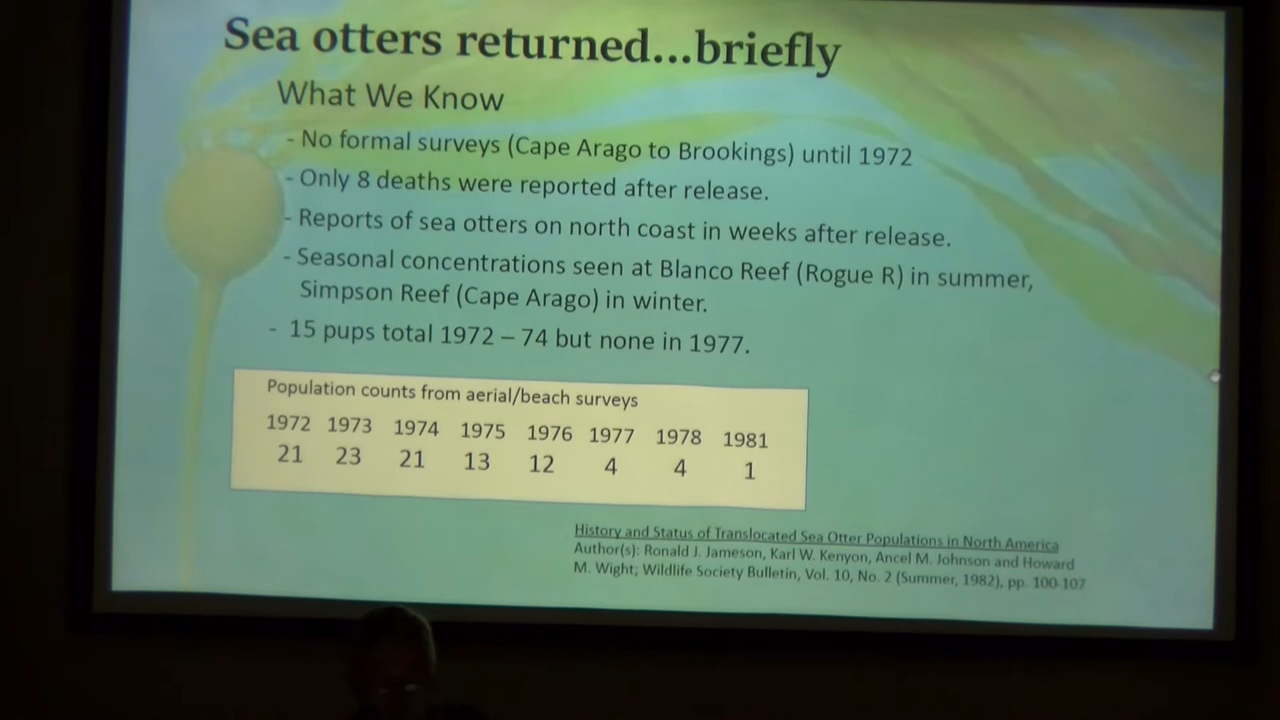 Sea otters returned...briefly
What We Know
- No formal surveys (Cape Arago to Brookings) until 1972
- Only 8 deaths were reported after release.
- Reports of sea otters on north coast in weeks after release.
- Seasonal concentrations seen at Blanco Reef (Rogue R) in summer,
Simpson Reef (Cape Arago) in winter.
- 15 pups total 1972 – 74 but none in 1977.
Population counts from aerial/beach surveys
1972 1973 1974 1975 1976 1977 1978 1981
21 23 21 13 12 4 4 1
History and Status of Translocated Sea Otter Populations in North America
Author(s): Ronald J. Jameson, Karl W. Kenyon, Ancel M. Johnson and Howard
M. Wight; Wildlife Society Bulletin, Vol. 10, No. 2 (Summer, 1982), pp. 100-107